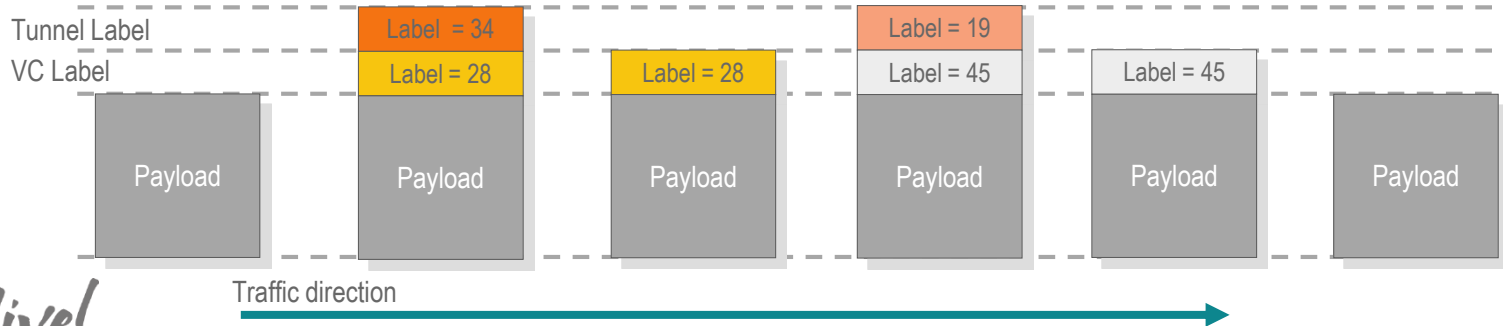 Tunnel Label
VC Label
Label = 34
Label = 28
Label = 28
Label = 19
Label = 45
Label = 45
Payload
Payload
Payload
Payload
Payload
Payload
Traffic direction